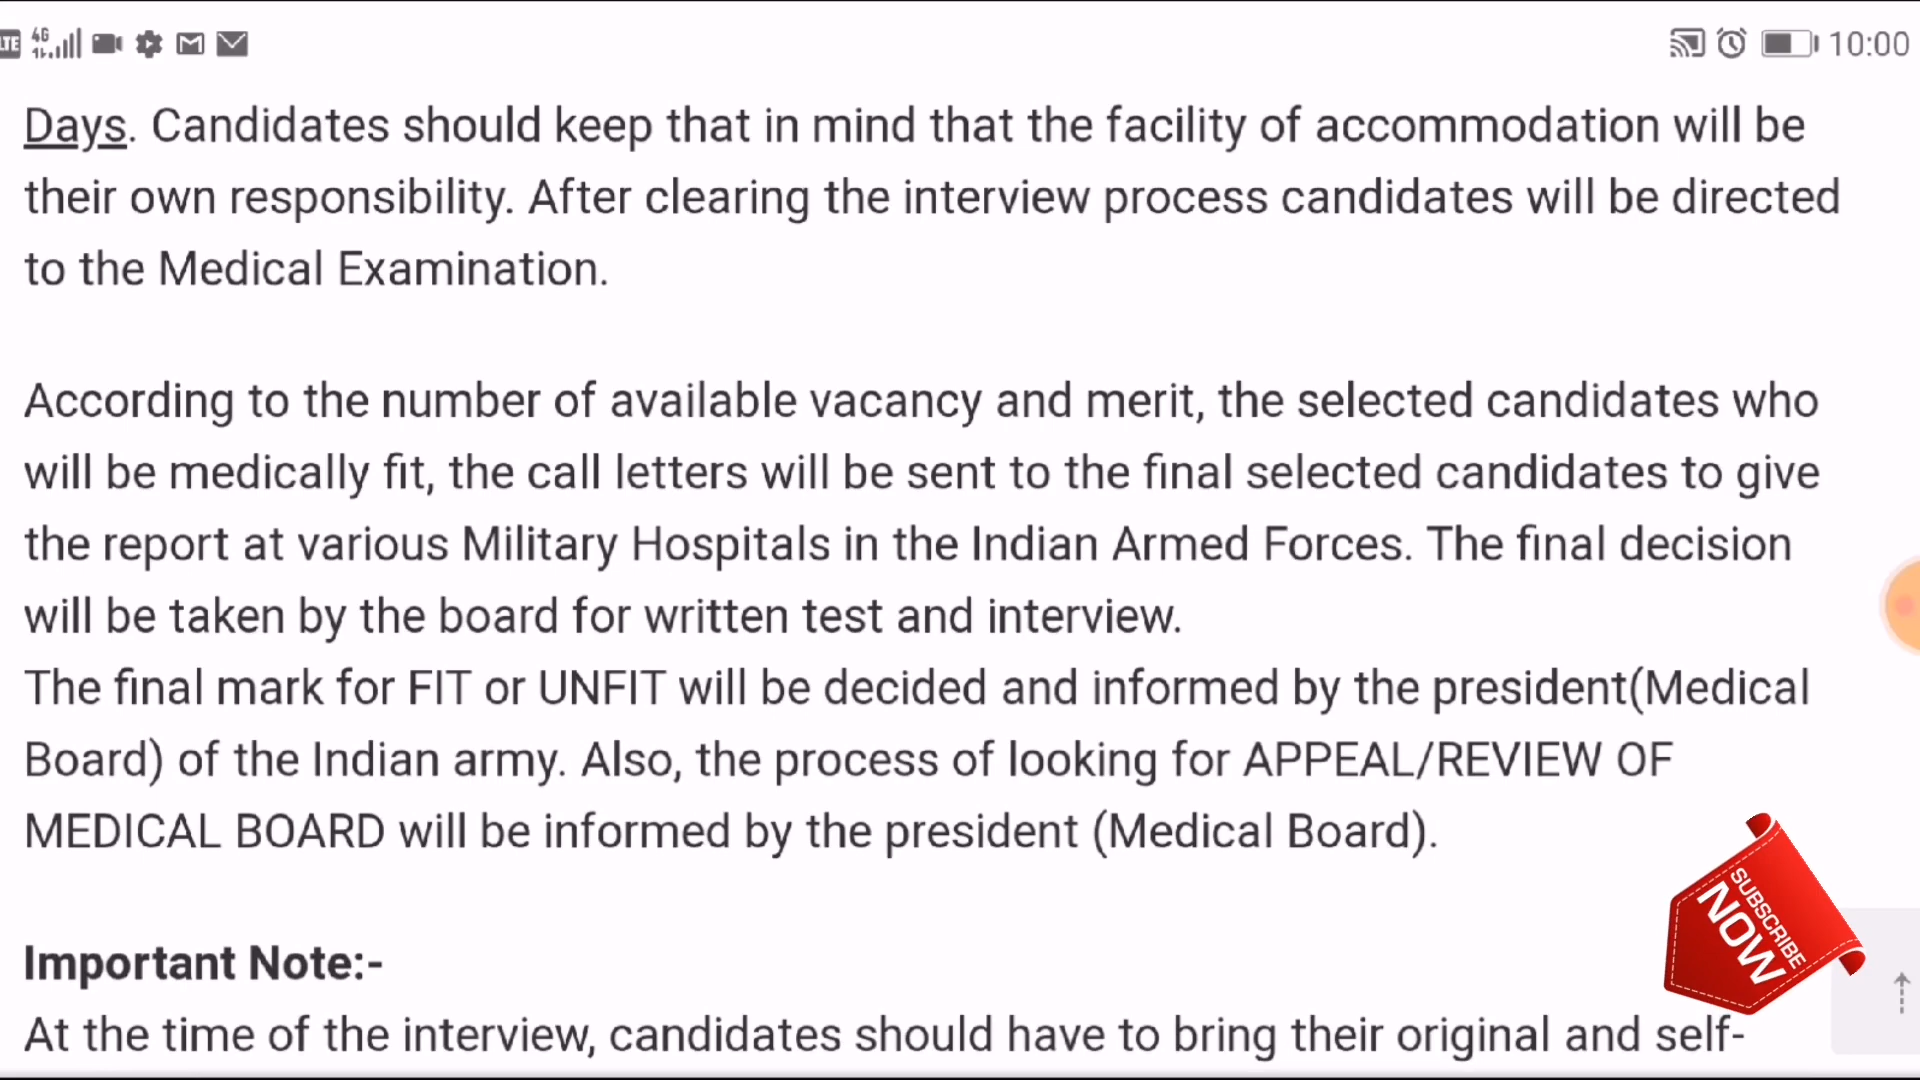 LTE 4G 10:00
Days. Candidates should keep that in mind that the facility of accommodation will be
their own responsibility. After clearing the interview process candidates will be directed
to the Medical Examination.
According to the number of available vacancy and merit, the selected candidates who
will be medically fit, the call letters will be sent to the final selected candidates to give
the report at various Military Hospitals in the Indian Armed Forces. The final decision
will be taken by the board for written test and interview.
The final mark for FIT or UNFIT will be decided and informed by the president(Medical
Board) of the Indian army. Also, the process of looking for APPEAL/REVIEW OF
MEDICAL BOARD will be informed by the president (Medical Board).
SUBSCRIBE
NOW
Important Note:-
At the time of the interview, candidates should have to bring their original and self-